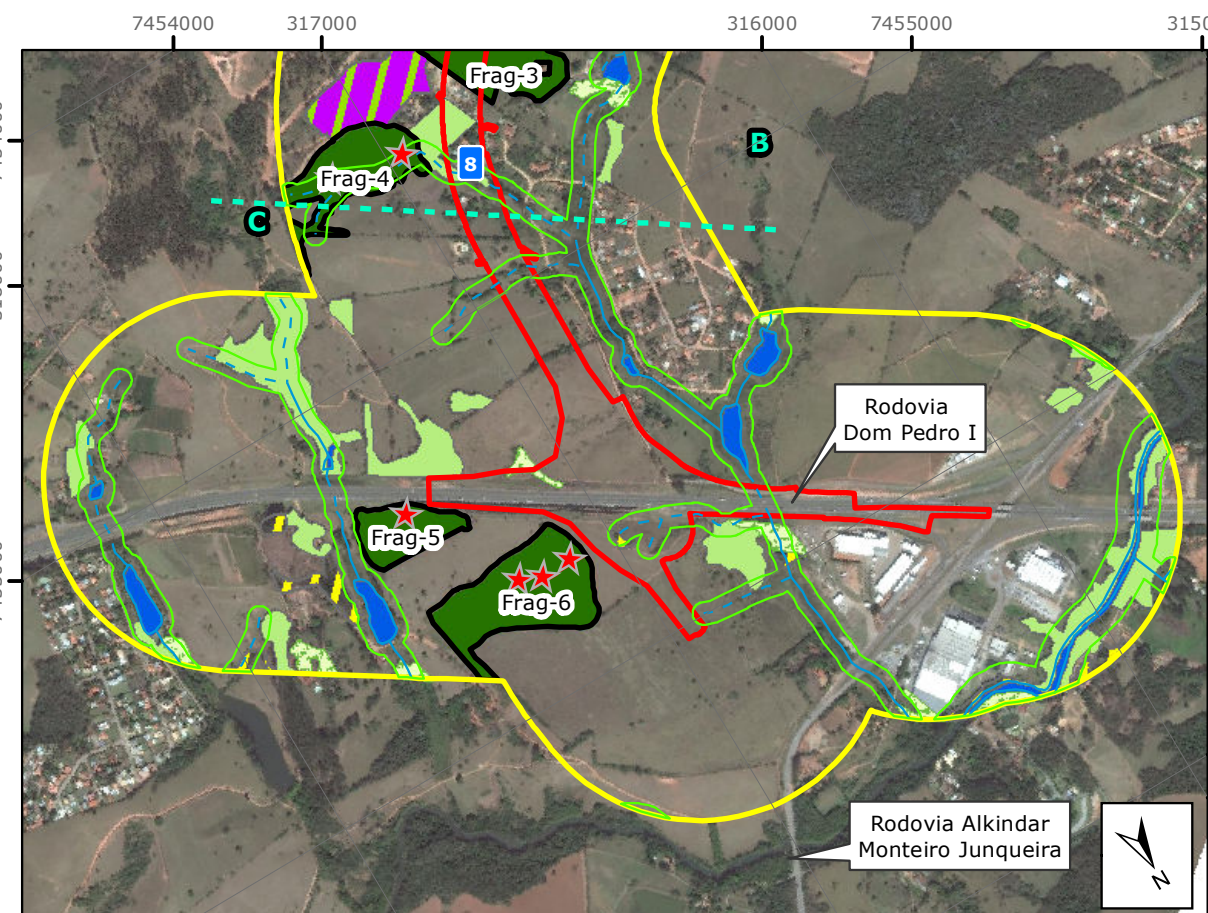 7454000
317000
316000
7455000
Frag-3
B
8
Frag-4
C
Rodovia
Dom Pedro I
Frag-5
Frag-6
Rodovia Alkindar
Monteiro Junqueira
N